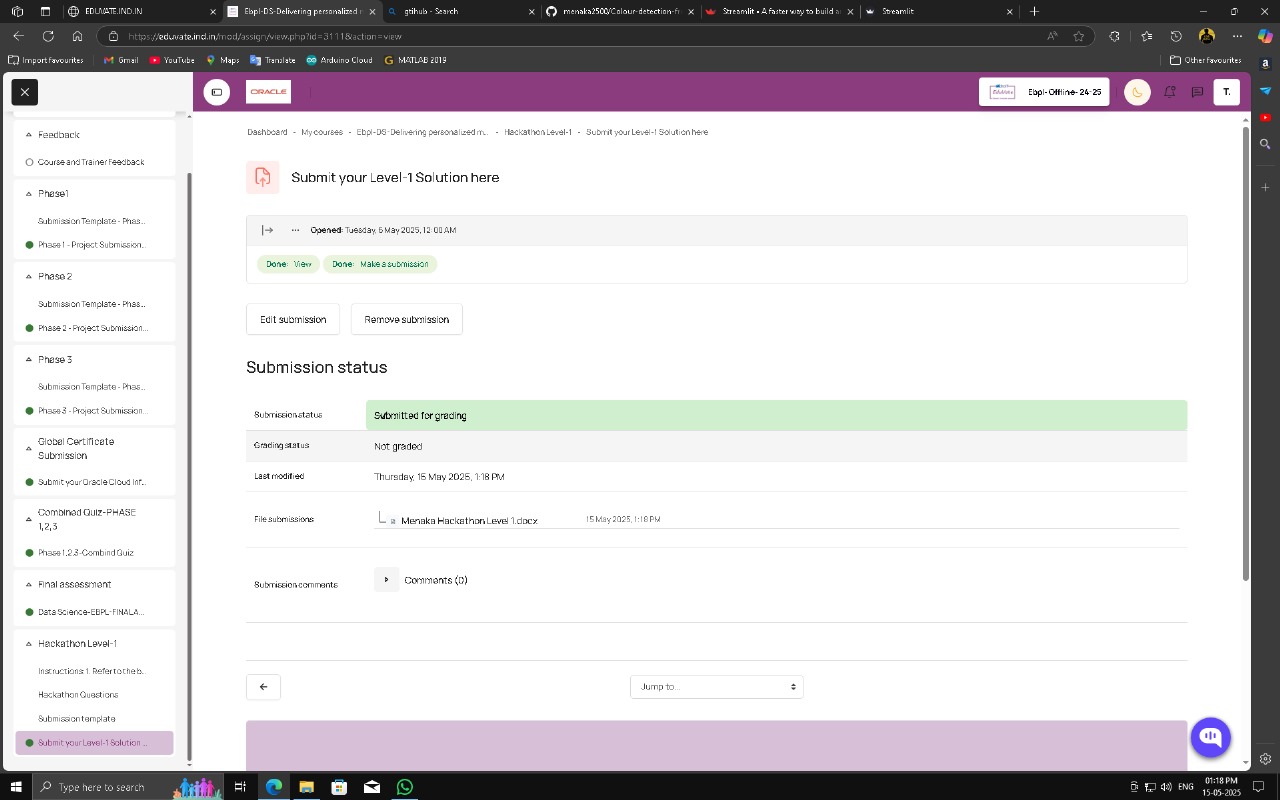 EDUVATE.IND.IN
Ebpl-DS-Delivering personalized m
gtihub - Search
menaka2500/Colour-detection-fr
Streamlit • A faster way to build a
Streamlit
https://eduvate.ind.in/mod/assign/view.php?id=3111&action=view
Import favourites
Gmail
YouTube
Maps
Translate
Arduino Cloud
MATLAB 2019
Other favourites
ORACLE
Ebpl-Offline-24-25
T.
Feedback
Course and Trainer Feedback
Phase1
Submission Template - Phas...
Phase 1 - Project Submission...
Phase 2
Submission Template - Phas...
Phase 2 - Project Submission...
Phase 3
Submission Template - Phas...
Phase 3 - Project Submission...
Global Certificate
Submission
Submit your Oracle Cloud Inf...
Combined Quiz-PHASE
1,2,3
Phase 1,2,3-Combind Quiz
Final assessment
Data Science-EBPL-FINAL A...
Hackathon Level-1
Instructions: 1. Refer to the b...
Hackathon Questions
Submission template
Submit your Level-1 Solution ...
Dashboard - My courses - Ebpl-DS-Delivering personalized m... - Hackathon Level-1 - Submit your Level-1 Solution here
Submit your Level-1 Solution here
Opened: Tuesday, 6 May 2025, 12:00 AM
Done: View
Done: Make a submission
Edit submission
Remove submission
Submission status
Submission status Submitted for grading
Grading status Not graded
Last modified Thursday, 15 May 2025, 1:18 PM
File submissions Menaka Hackathon Level 1.docx 15 May 2025, 1:18 PM
Submission comments Comments (0)
Jump to...
Type here to search
ENG
01:18 PM
15-05-2025